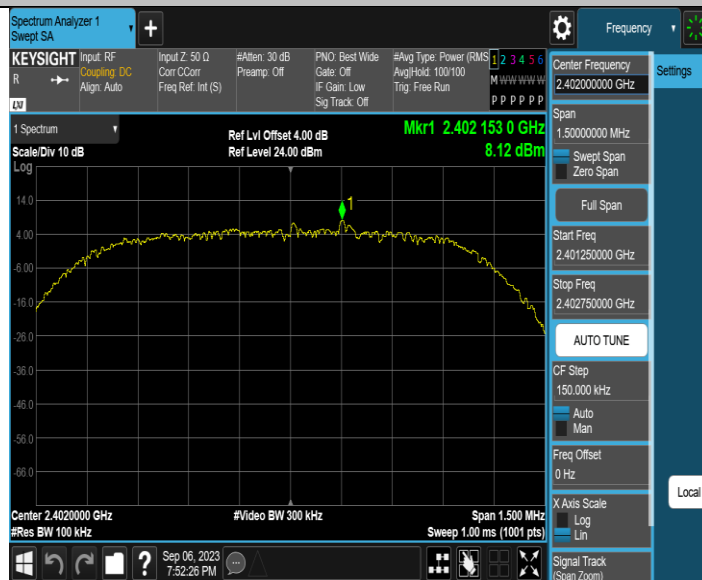 Spectrum Analyzer 1
Swept SA
+
Frequency
KEYSIGHT
R
LXI
Input: RF
Coupling: DC
Align: Auto
Input Z: 50 Ω
Corr CCorr
Freq Ref: Int (S)
#Atten: 30 dB
Preamp: Off
PNO: Best Wide
Gate: Off
IF Gain: Low
Sig Track: Off
#Avg Type: Power (RMS
Avg|Hold: 100/100
Trig: Free Run
1 2 3 4 5 6
M W W W W W
P P P P P P
1 Spectrum
Scale/Div 10 dB
Log
Ref Lvl Offset 4.00 dB
Ref Level 24.00 dBm
Mkr1 2.402 153 0 GHz
8.12 dBm
1
14.0
4.00
-6.00
-16.0
-26.0
-36.0
-46.0
-56.0
-66.0
Center 2.4020000 GHz
#Res BW 100 kHz
#Video BW 300 kHz
Span 1.500 MHz
Sweep 1.00 ms (1001 pts)
Sep 06, 2023
7:52:26 PM
?
Center Frequency
2.402000000 GHz
Span
1.50000000 MHz
Swept Span
Zero Span
Full Span
Start Freq
2.401250000 GHz
Stop Freq
2.402750000 GHz
AUTO TUNE
CF Step
150.000 kHz
Auto
Man
Freq Offset
0 Hz
X Axis Scale
Log
Lin
Signal Track
(Span Zoom)
Settings
Local